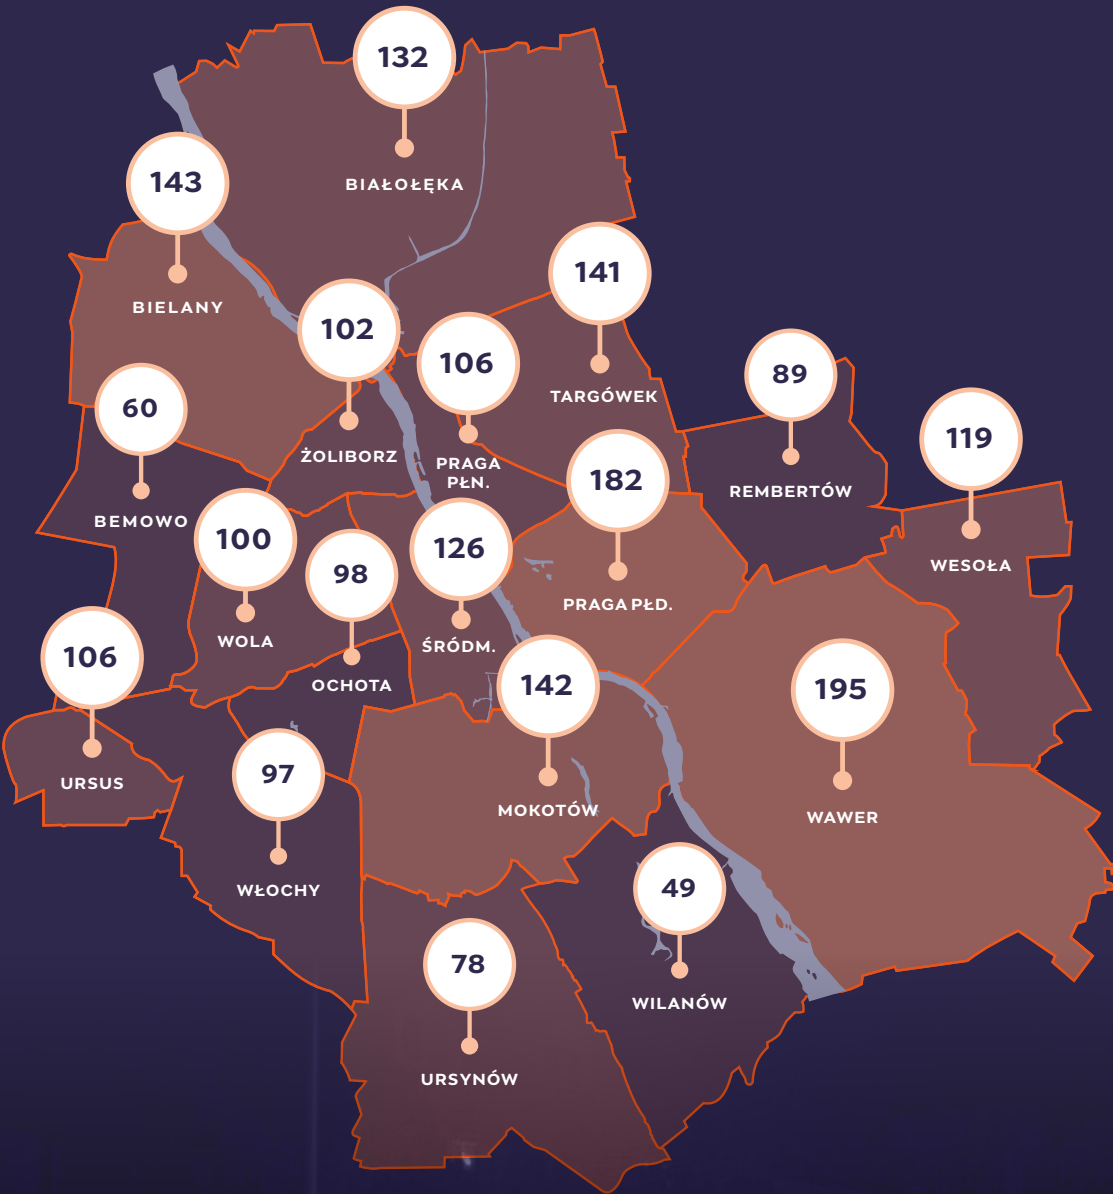 132
BIAŁOŁĘKA
143
BIELANY
141
TARGÓWEK
102
ŻOLIBORZ
106
PRAGA
PŁN.
89
REMBERTÓW
60
BEMOWO
119
WESOŁA
182
PRAGA PŁD.
100
WOLA
98
OCHOTA
126
ŚRÓDM.
106
URSUS
142
MOKOTÓW
195
WAWER
97
WŁOCHY
49
WILANÓW
78
URSYNÓW